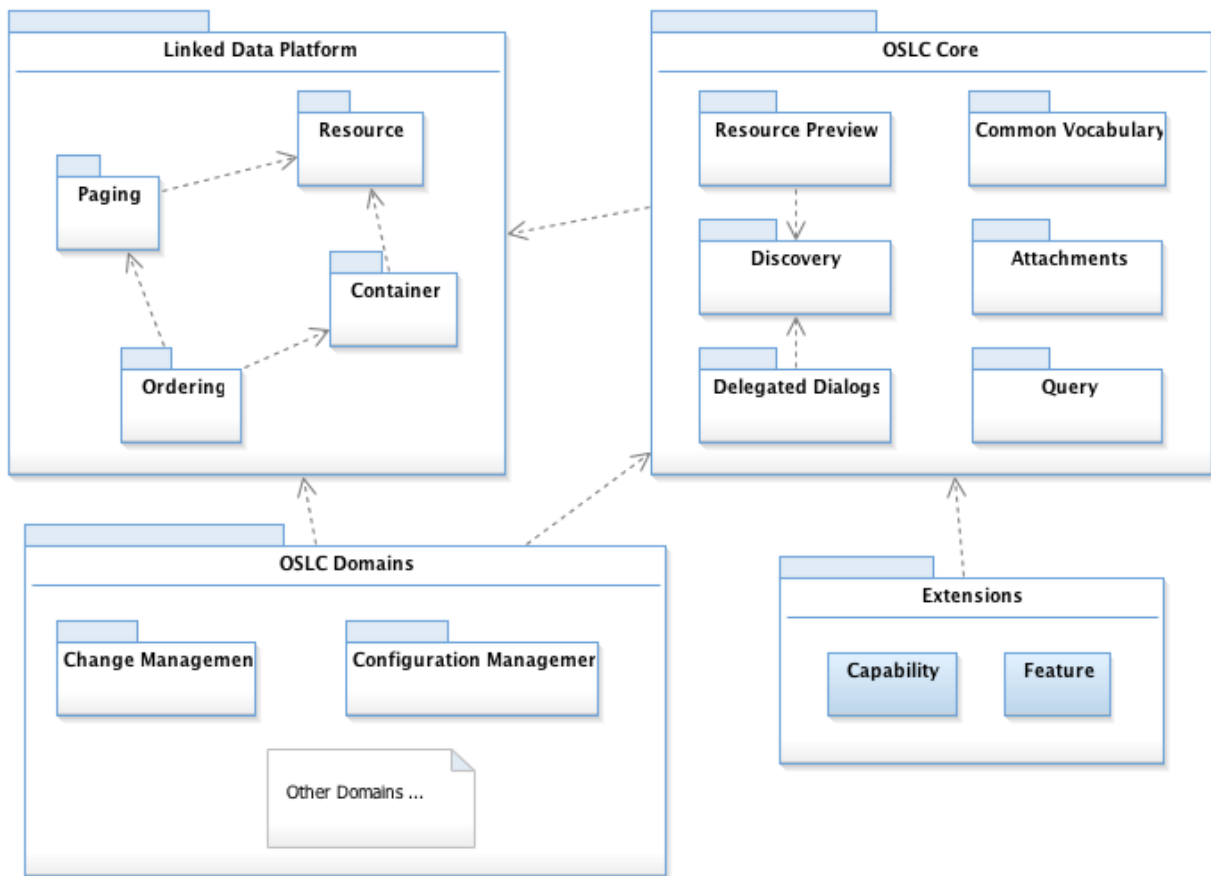 Linked Data Platform
Resource
Paging
Container
Ordering
OSLC Core
Resource Preview
Common Vocabulary
Discovery
Attachments
Delegated Dialogs
Query
OSLC Domains
Change Managemen
Configuration Managemer
Other Domains ...
Extensions
Capability
Feature